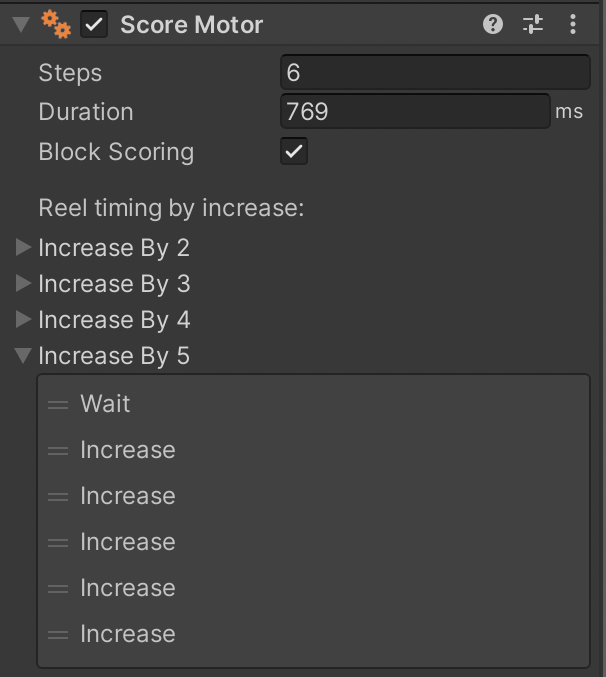 Score Motor
Steps 6
Duration 769 ms
Block Scoring
Reel timing by increase:
Increase By 2
Increase By 3
Increase By 4
Increase By 5
Wait
Increase
Increase
Increase
Increase
Increase